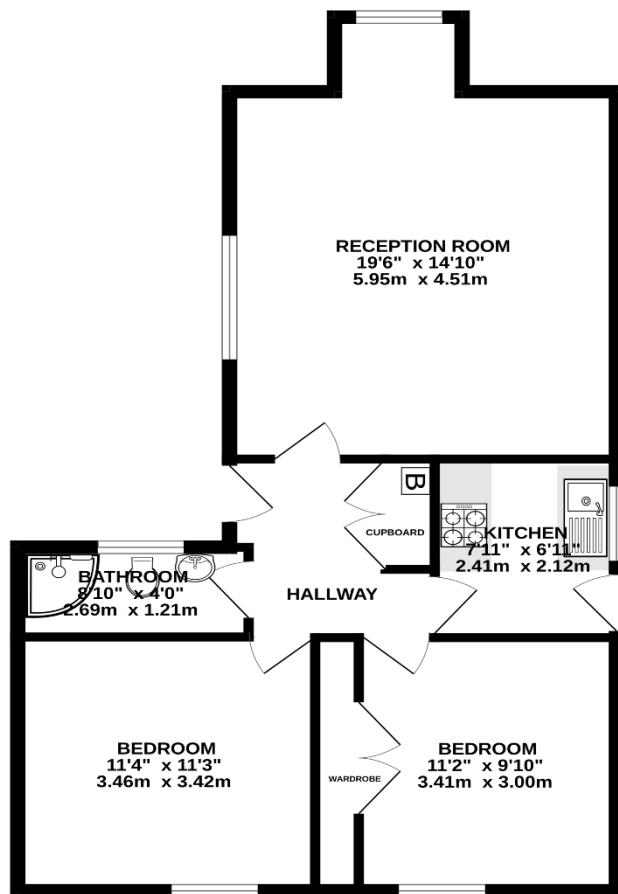 RECEPTION ROOM
19'6" x 14'10"
5.95m x 4.51m
B
CUPBOARD
KITCHEN
7'11" x 6'11"
2.41m x 2.12m
BATHROOM
8'10" x 4'0"
2.69m x 1.21m
HALLWAY
BEDROOM
11'4" x 11'3"
3.46m x 3.42m
WARDROBE
BEDROOM
11'2" x 9'10"
3.41m x 3.00m